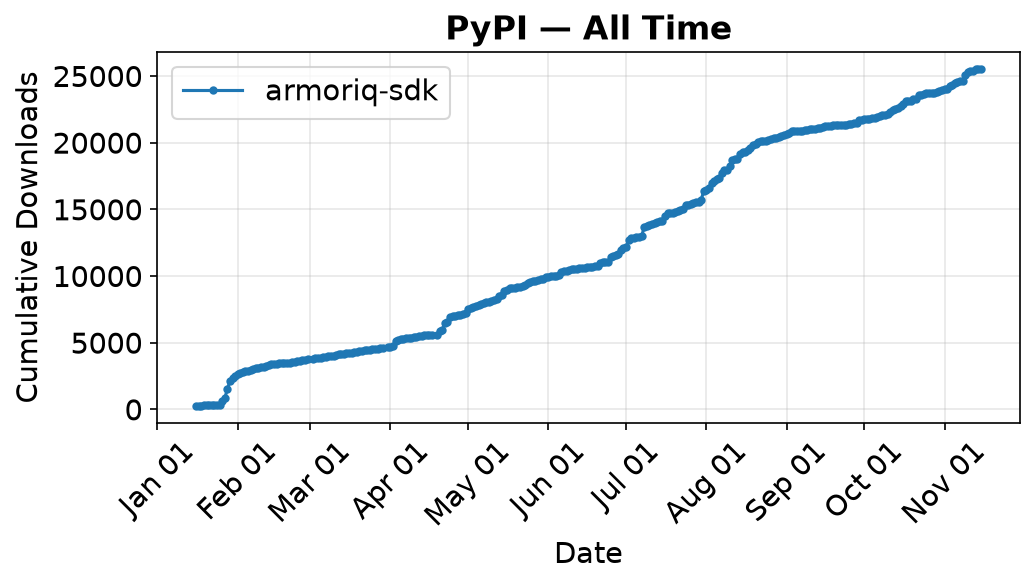 PyPI — All Time
armoriq-sdk
Cumulative Downloads
25000
20000
15000
10000
5000
0
Jan 01
Feb 01
Mar 01
Apr 01
May 01
Jun 01
Jul 01
Aug 01
Sep 01
Oct 01
Nov 01
Date